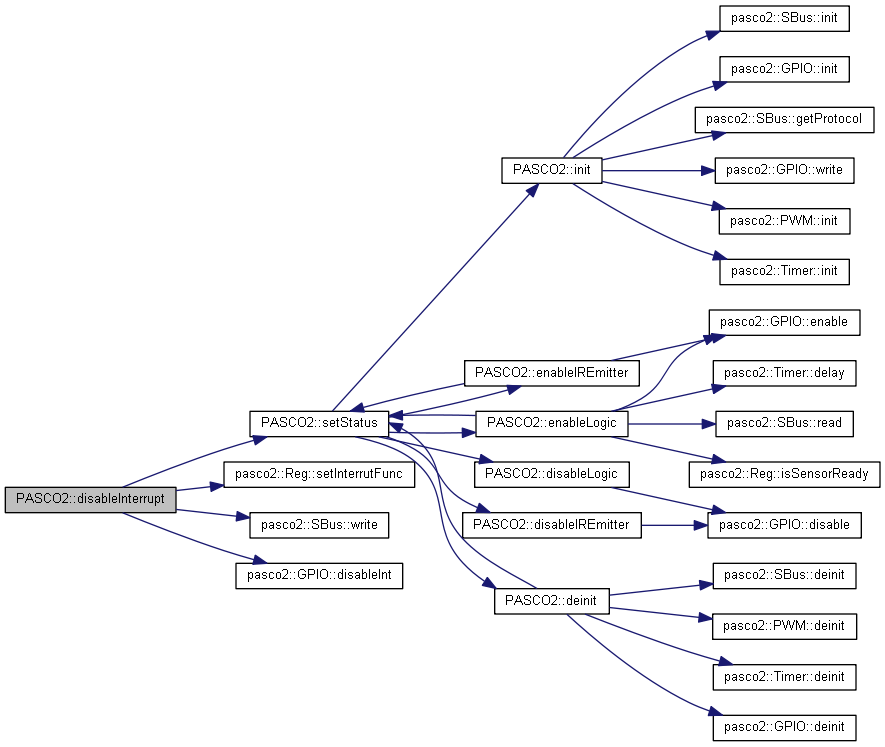 pasco2::SBus::init
pasco2::GPIO::init
pasco2::SBus::getProtocol
PASCO2::init
pasco2::GPIO::write
pasco2::PWM::init
pasco2::Timer::init
pasco2::GPIO::enable
PASCO2::enableIREmitter
pasco2::Timer::delay
PASCO2::setStatus
PASCO2::enableLogic
pasco2::SBus::read
pasco2::Reg::setInterrutFunc
PASCO2::disableLogic
pasco2::Reg::isSensorReady
PASCO2::disableInterrupt
pasco2::SBus::write
PASCO2::disableIREmitter
pasco2::GPIO::disable
pasco2::GPIO::disableInt
pasco2::SBus::deinit
PASCO2::deinit
pasco2::PWM::deinit
pasco2::Timer::deinit
pasco2::GPIO::deinit